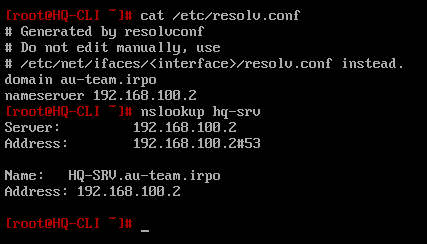 [root@HQ-CLI ~]# cat /etc/resolv.conf
# Generated by resolvconf
# Do not edit manually, use
# /etc/net/ifaces/<interface>/resolv.conf instead.
domain au-team.irpo
nameserver 192.168.100.2
[root@HQ-CLI ~]# nslookup hq-srv
Server:         192.168.100.2
Address:        192.168.100.2#53

Name:   HQ-SRV.au-team.irpo
Address: 192.168.100.2

[root@HQ-CLI ~]# _